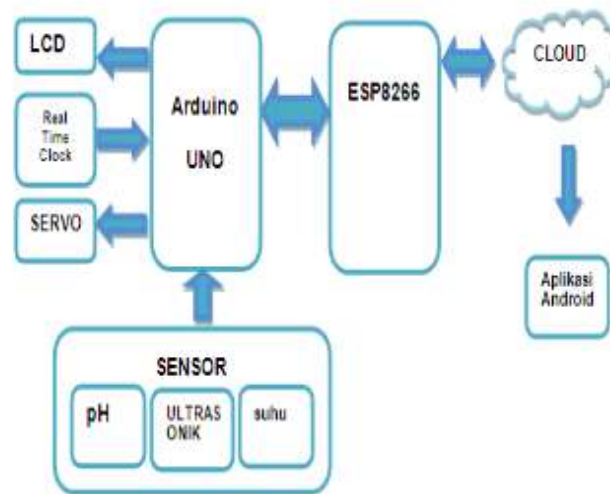 LCD
Real
Time
Clock
SERVO
Arduino
UNO
ESP8266
CLOUD
Aplikasi
Android
SENSOR
pH
ULTRAS
ONIK
suhu